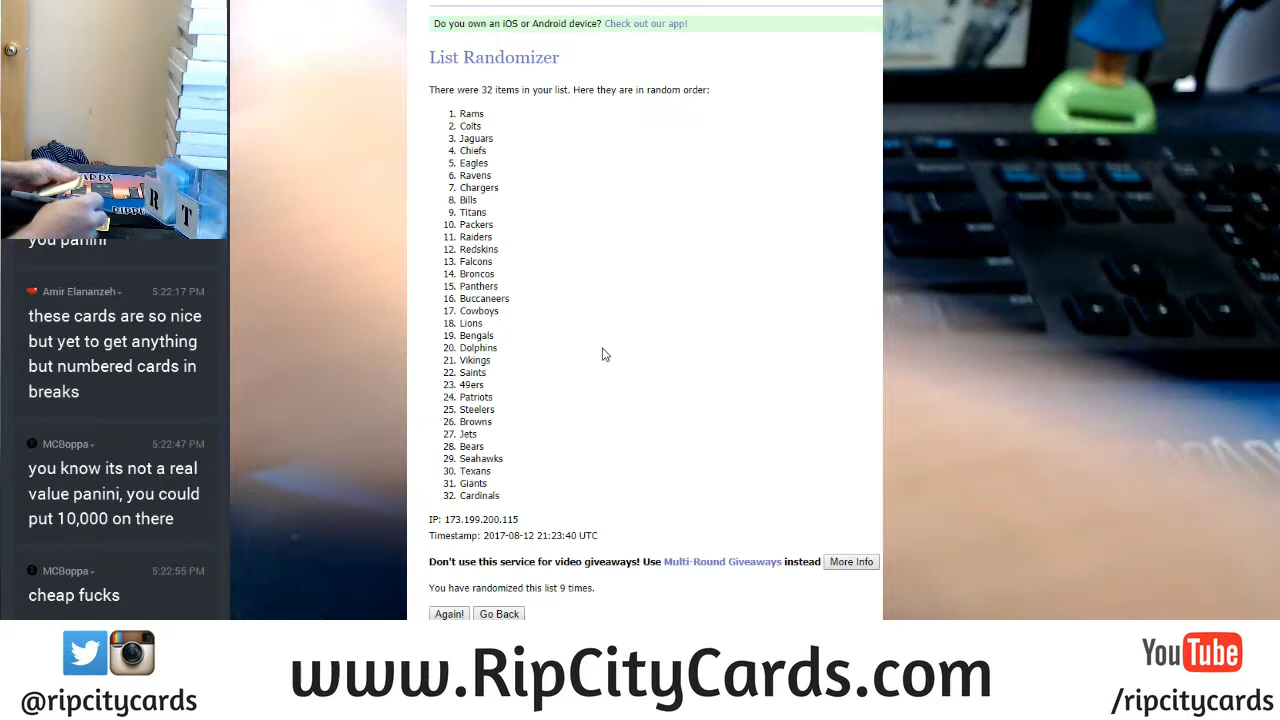 Do you own an iOS or Android device? Check out our app!
List Randomizer
There were 32 items in your list. Here they are in random order:
1. Rams
2. Colts
3. Jaguars
4. Chiefs
5. Eagles
6. Ravens
7. Chargers
8. Bills
9. Titans
10. Packers
11. Raiders
12. Redskins
13. Falcons
14. Broncos
15. Panthers
16. Buccaneers
17. Cowboys
18. Lions
19. Bengals
20. Dolphins
21. Vikings
22. Saints
23. 49ers
24. Patriots
25. Steelers
26. Browns
27. Jets
28. Bears
29. Seahawks
30. Texans
31. Giants
32. Cardinals
IP: 173.199.200.115
Timestamp: 2017-08-12 21:23:40 UTC
Don't use this service for video giveaways! Use Multi-Round Giveaways instead More Info
You have randomized this list 9 times.
Again! Go Back
ARDS
RIPPI
R
T
you panini
Amir Elananzeh 5:22:17 PM
these cards are so nice
but yet to get anything
but numbered cards in
breaks
MCBoppa 5:22:47 PM
you know its not a real
value panini, you could
put 10,000 on there
MCBoppa 5:22:55 PM
cheap fucks
@ripcitycards
www.RipCityCards.com
YouTube
/ripcitycards